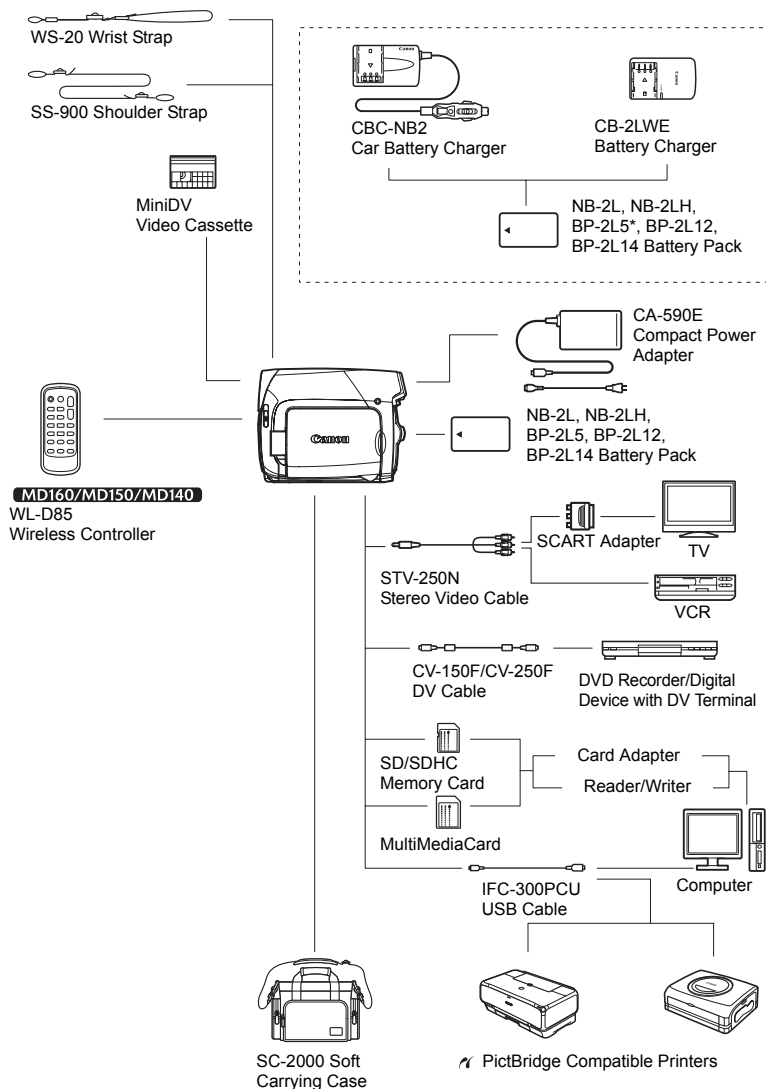 WS-20 Wrist Strap
SS-900 Shoulder Strap
MiniDV
Video Cassette
Canon
CBC-NB2
Car Battery Charger
Canon
CB-2LWE
Battery Charger
NB-2L, NB-2LH,
BP-2L5*, BP-2L12,
BP-2L14 Battery Pack
CA-590E
Compact Power
Adapter
Canon
NB-2L, NB-2LH,
BP-2L5, BP-2L12,
BP-2L14 Battery Pack
MD160/MD150/MD140
WL-D85
Wireless Controller
STV-250N
Stereo Video Cable
SCART Adapter
TV
VCR
CV-150F/CV-250F
DV Cable
DVD Recorder/Digital
Device with DV Terminal
SD/SDHC
Memory Card
Card Adapter
Reader/Writer
MultiMediaCard
Computer
IFC-300PCU
USB Cable
SC-2000 Soft
Carrying Case
PictBridge Compatible Printers